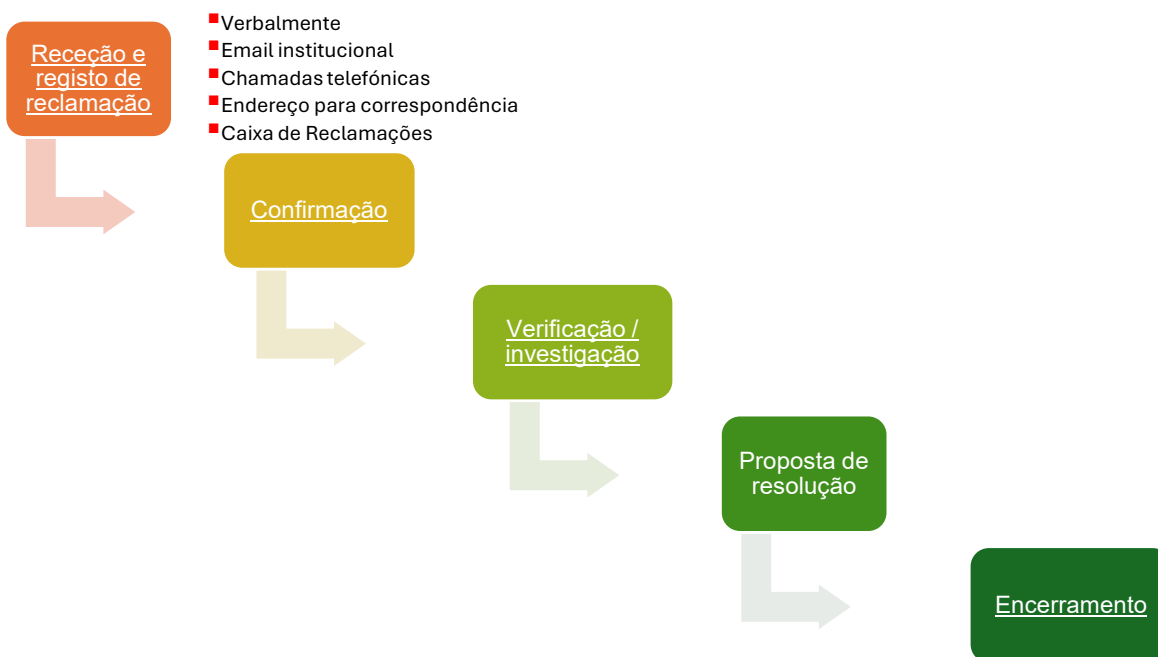 Receção e
registo de
reclamação
▪Verbalmente
▪Email institucional
▪Chamadas telefónicas
▪Endereço para correspondência
▪Caixa de Reclamações
Confirmação
Verificação /
investigação
Proposta de
resolução
Encerramento